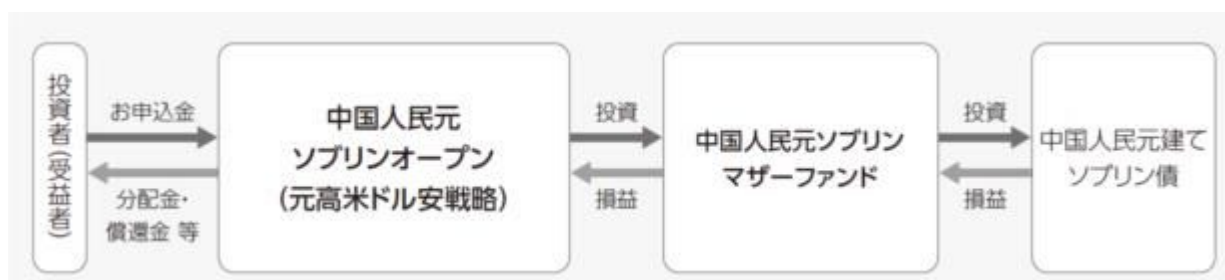 投資者(受益者)
お申込金
分配金・
償還金 等
中国人民元
ソブリンオープン
(元高米ドル安戦略)
投資
損益
中国人民元ソブリン
マザーファンド
投資
損益
中国人民元建て
ソブリン債